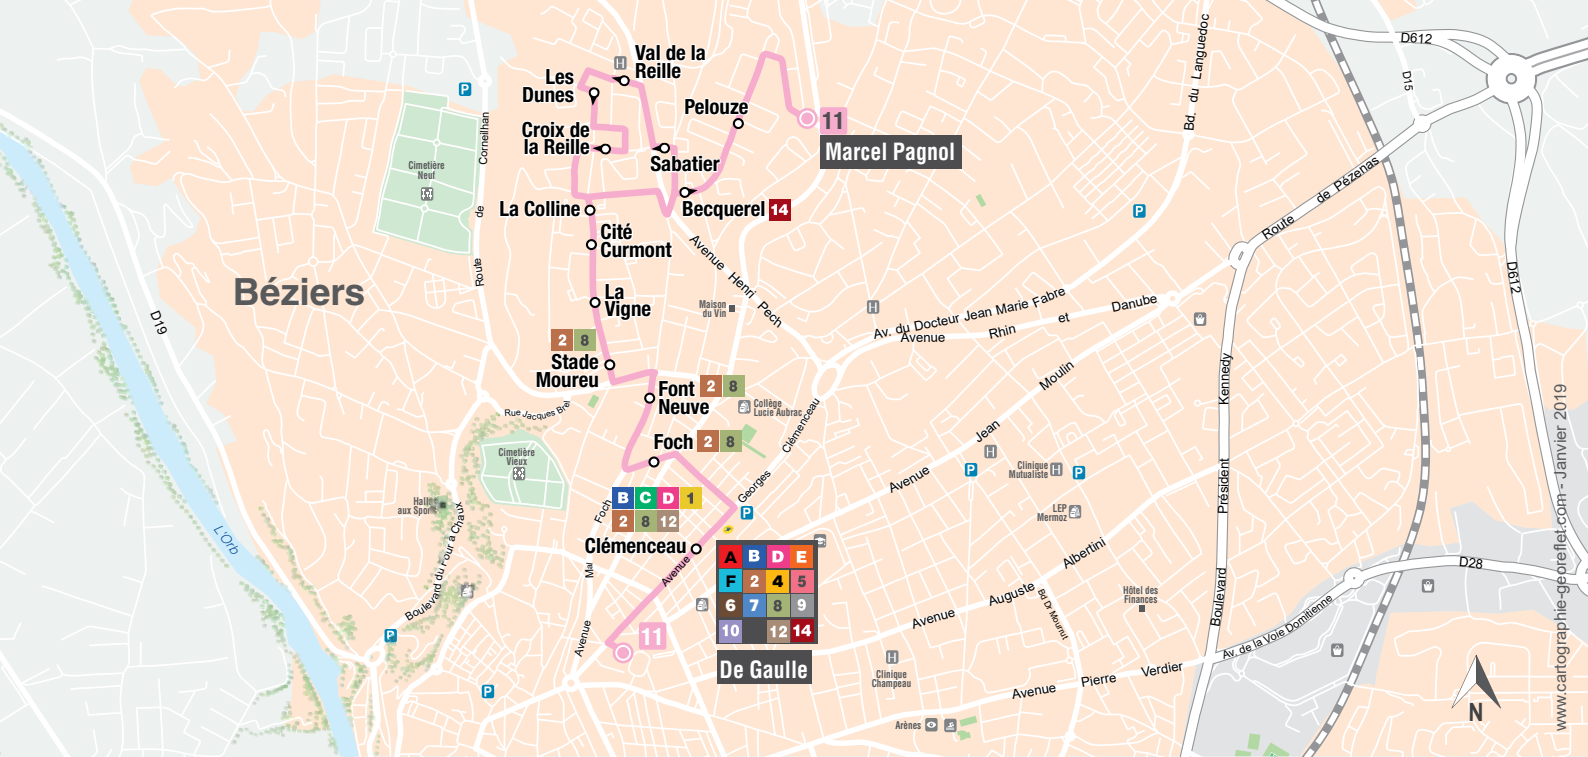 Val de la
Reille
H
Les
Dunes
P
Pelouze
11
Marcel Pagnol
Croix de
la Reille
Sabatier
Cimetière
Neuf
Route de Corneilhan
La Colline
Becquerel 14
Cité
Curmont
Béziers
La
Vigne
Avenue Henri Pech
Maison
du Vin
H
Av. du Docteur Jean Marie Fabre
Avenue Rhin et Danube
Bd. du Languedoc
D612
D15
P
Route de Pézenas
D612
D19
2 8
Stade
Moureu
Font
Neuve
2 8
Collège
Lucie Aubrac
Rue Jacques Brel
Foch 2 8
Clémenceau
Georges
Avenue
Avenue Jean Moulin
Boulevard Président Kennedy
Cimetière
Vieux
Halle
aux Sports
Boulevard du Four à Chaux
L'Orb
Avenue Mal Foch
B C D 1
2 8 12
Clémenceau
P
H
P
Clinique
Mutualiste
H
P
LEP
Mermoz
A B D E
F 2 4 5
6 7 8 9
10 12 14
De Gaulle
11
P
P
Avenue Auguste Albertini
Bd Dr Mourrut
Hôtel des
Finances
D28
Av. de la Voie Domitienne
Avenue Pierre Verdier
H
Clinique
Champeau
Arènes
N
www.cartographie-georeflet.com - Janvier 2019